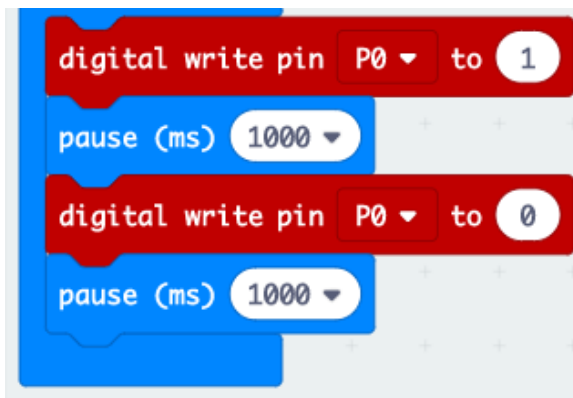 digital write pin P0 to 1
pause (ms) 1000
digital write pin P0 to 0
pause (ms) 1000